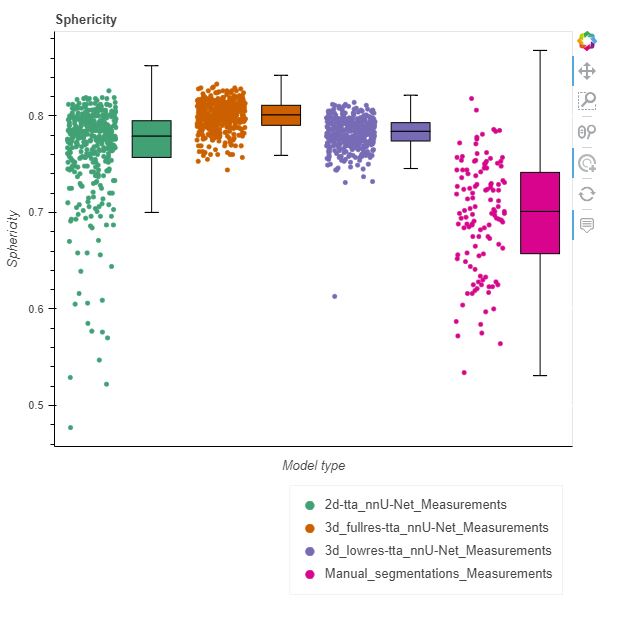 Sphericity
0.8
0.7
0.6
0.5
Sphericity
Model type
2d-tta_nnU-Net_Measurements
3d_fullres-tta_nnU-Net_Measurements
3d_lowres-tta_nnU-Net_Measurements
Manual_segmentations_Measurements